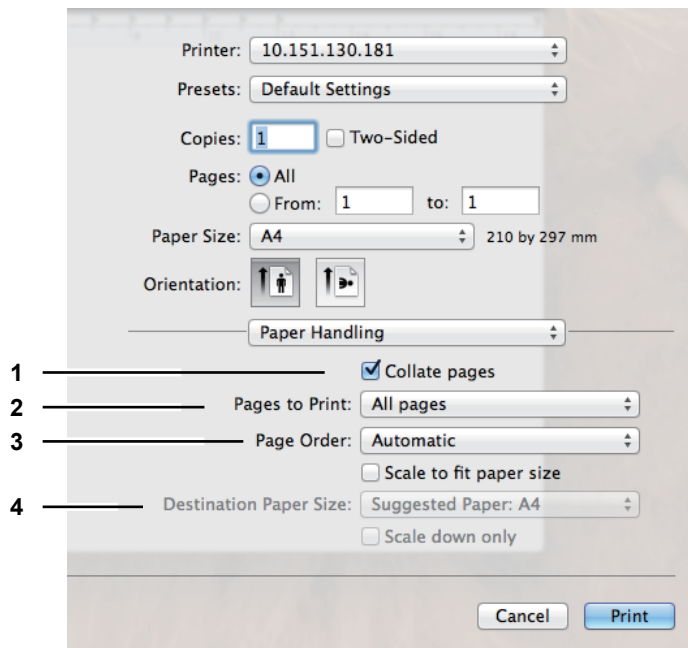 Printer: 10.151.130.181
Presets: Default Settings
Copies: 1 Two-Sided
Pages: All
From: 1 to: 1
Paper Size: A4 210 by 297 mm
Orientation:
Paper Handling
1 Collate pages
2 Pages to Print: All pages
3 Page Order: Automatic
Scale to fit paper size
4 Destination Paper Size: Suggested Paper: A4
Scale down only
Cancel Print